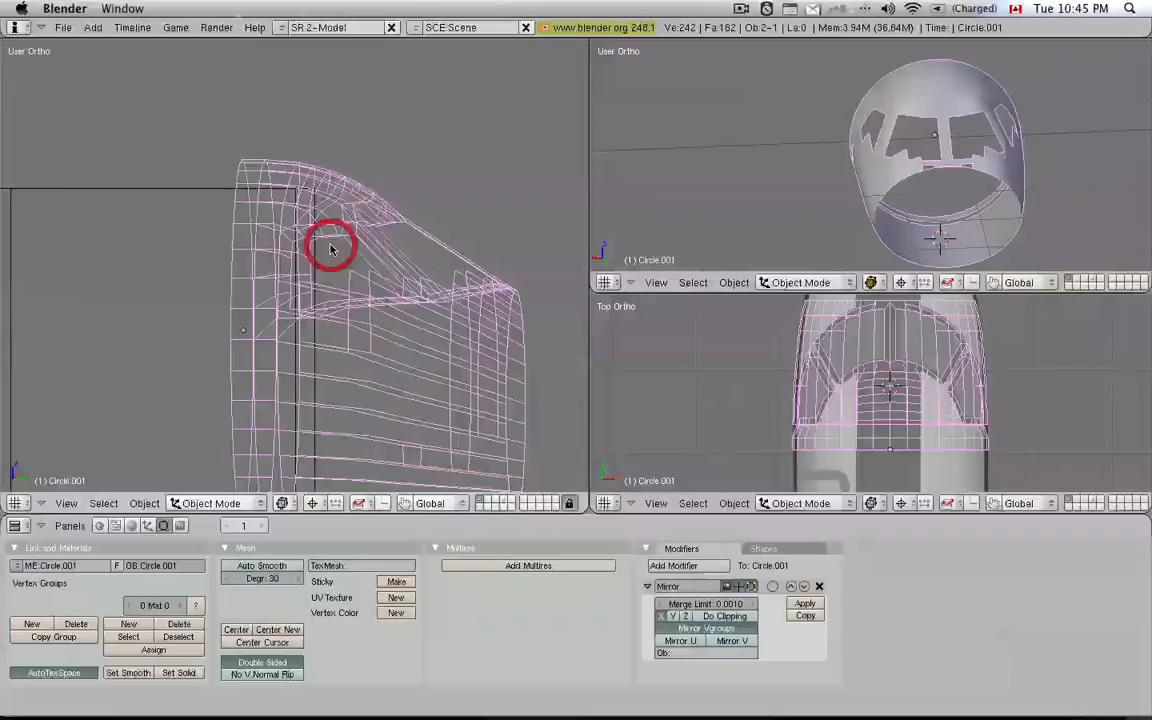 Blender Window (Charged) Tue 10:45 PM
File Add Timeline Game Render Help SR:2-Model SCE:Scene www.blender.org 248.1 Ve:242 | Fa:182 | Ob:2-1 | La:0 | Mem:3.94M (36.64M) | Time: | Circle.001
User Ortho
User Ortho
z
(1) Circle.001
View Select Object Object Mode Global
Top Ortho
z
(1) Circle.001
(1) Circle.001
View Select Object Object Mode Global
View Select Object Object Mode Global
Panels 1
Link and Materials
ME:Circle.001 F OB:Circle.001
Vertex Groups
0 Mat 0 ?
New Delete New Delete
Copy Group Select Deselect
Assign
AutoTexSpace Set Smooth Set Solid
Mesh
Auto Smooth TexMesh:
Degr: 30 Sticky Make
UV Texture New
Vertex Color New
Center Center New
Center Cursor
Double Sided
No V.Normal Flip
Multires
Add Multires
Modifiers Shapes
Add Modifier To: Circle.001
Mirror
Merge Limit: 0.0010 Apply
X Y Z Do Clipping Copy
Mirror Vgroups
Mirror U Mirror V
Ob: